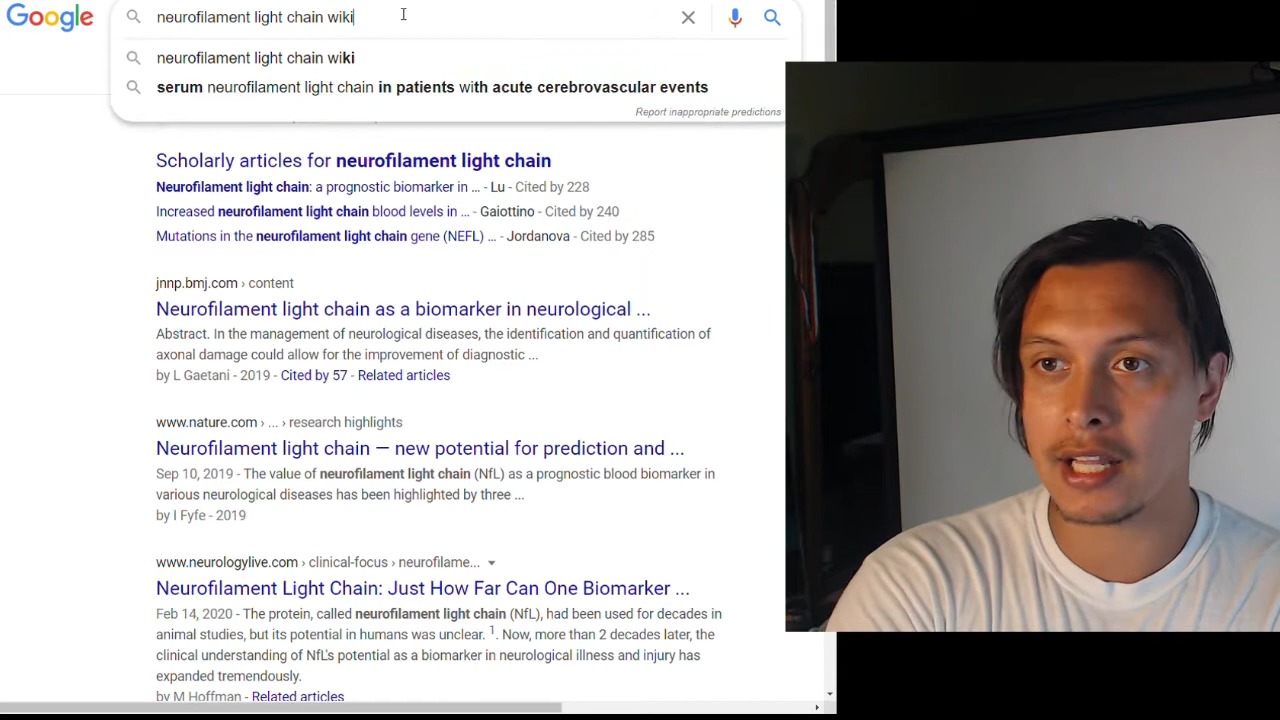 Google
neurofilament light chain wiki
neurofilament light chain wiki
serum neurofilament light chain in patients with acute cerebrovascular events
Report inappropriate predictions
Scholarly articles for neurofilament light chain
Neurofilament light chain: a prognostic biomarker in ... - Lu - Cited by 228
Increased neurofilament light chain blood levels in ... - Gaiottino - Cited by 240
Mutations in the neurofilament light chain gene (NEFL) ... - Jordanova - Cited by 285
jnnp.bmj.com › content
Neurofilament light chain as a biomarker in neurological ...
Abstract. In the management of neurological diseases, the identification and quantification of
axonal damage could allow for the improvement of diagnostic ...
by L Gaetani - 2019 - Cited by 57 - Related articles
www.nature.com › ... › research highlights
Neurofilament light chain — new potential for prediction and ...
Sep 10, 2019 - The value of neurofilament light chain (NfL) as a prognostic blood biomarker in
various neurological diseases has been highlighted by three ...
by I Fyfe - 2019
www.neurologylive.com › clinical-focus › neurofilame...
Neurofilament Light Chain: Just How Far Can One Biomarker ...
Feb 14, 2020 - The protein, called neurofilament light chain (NfL), had been used for decades in
animal studies, but its potential in humans was unclear. 1. Now, more than 2 decades later, the
clinical understanding of NfL's potential as a biomarker in neurological illness and injury has
expanded tremendously.
by M Hoffman - Related articles